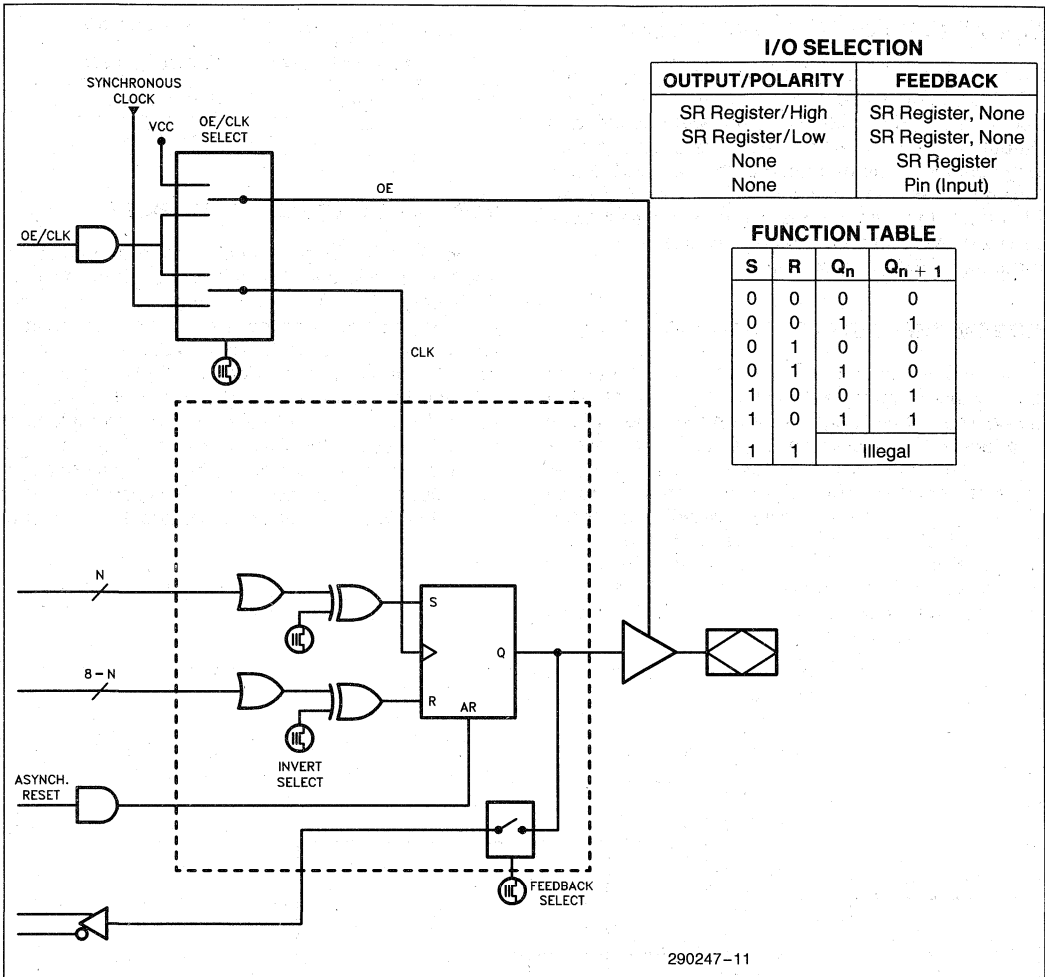 I/O SELECTION
OUTPUT/POLARITY FEEDBACK
SR Register/High SR Register, None
SR Register/Low SR Register, None
None SR Register
None Pin (Input)
FUNCTION TABLE
S R Qn Qn + 1
0 0 0 0
0 0 1 1
0 1 0 0
0 1 1 0
1 0 0 1
1 0 1 1
1 1 Illegal
SYNCHRONOUS
CLOCK
VCC
OE/CLK
SELECT
OE
OE/CLK
CLK
N
S
Q
8-N
R
AR
INVERT
SELECT
ASYNCH.
RESET
FEEDBACK
SELECT
290247-11